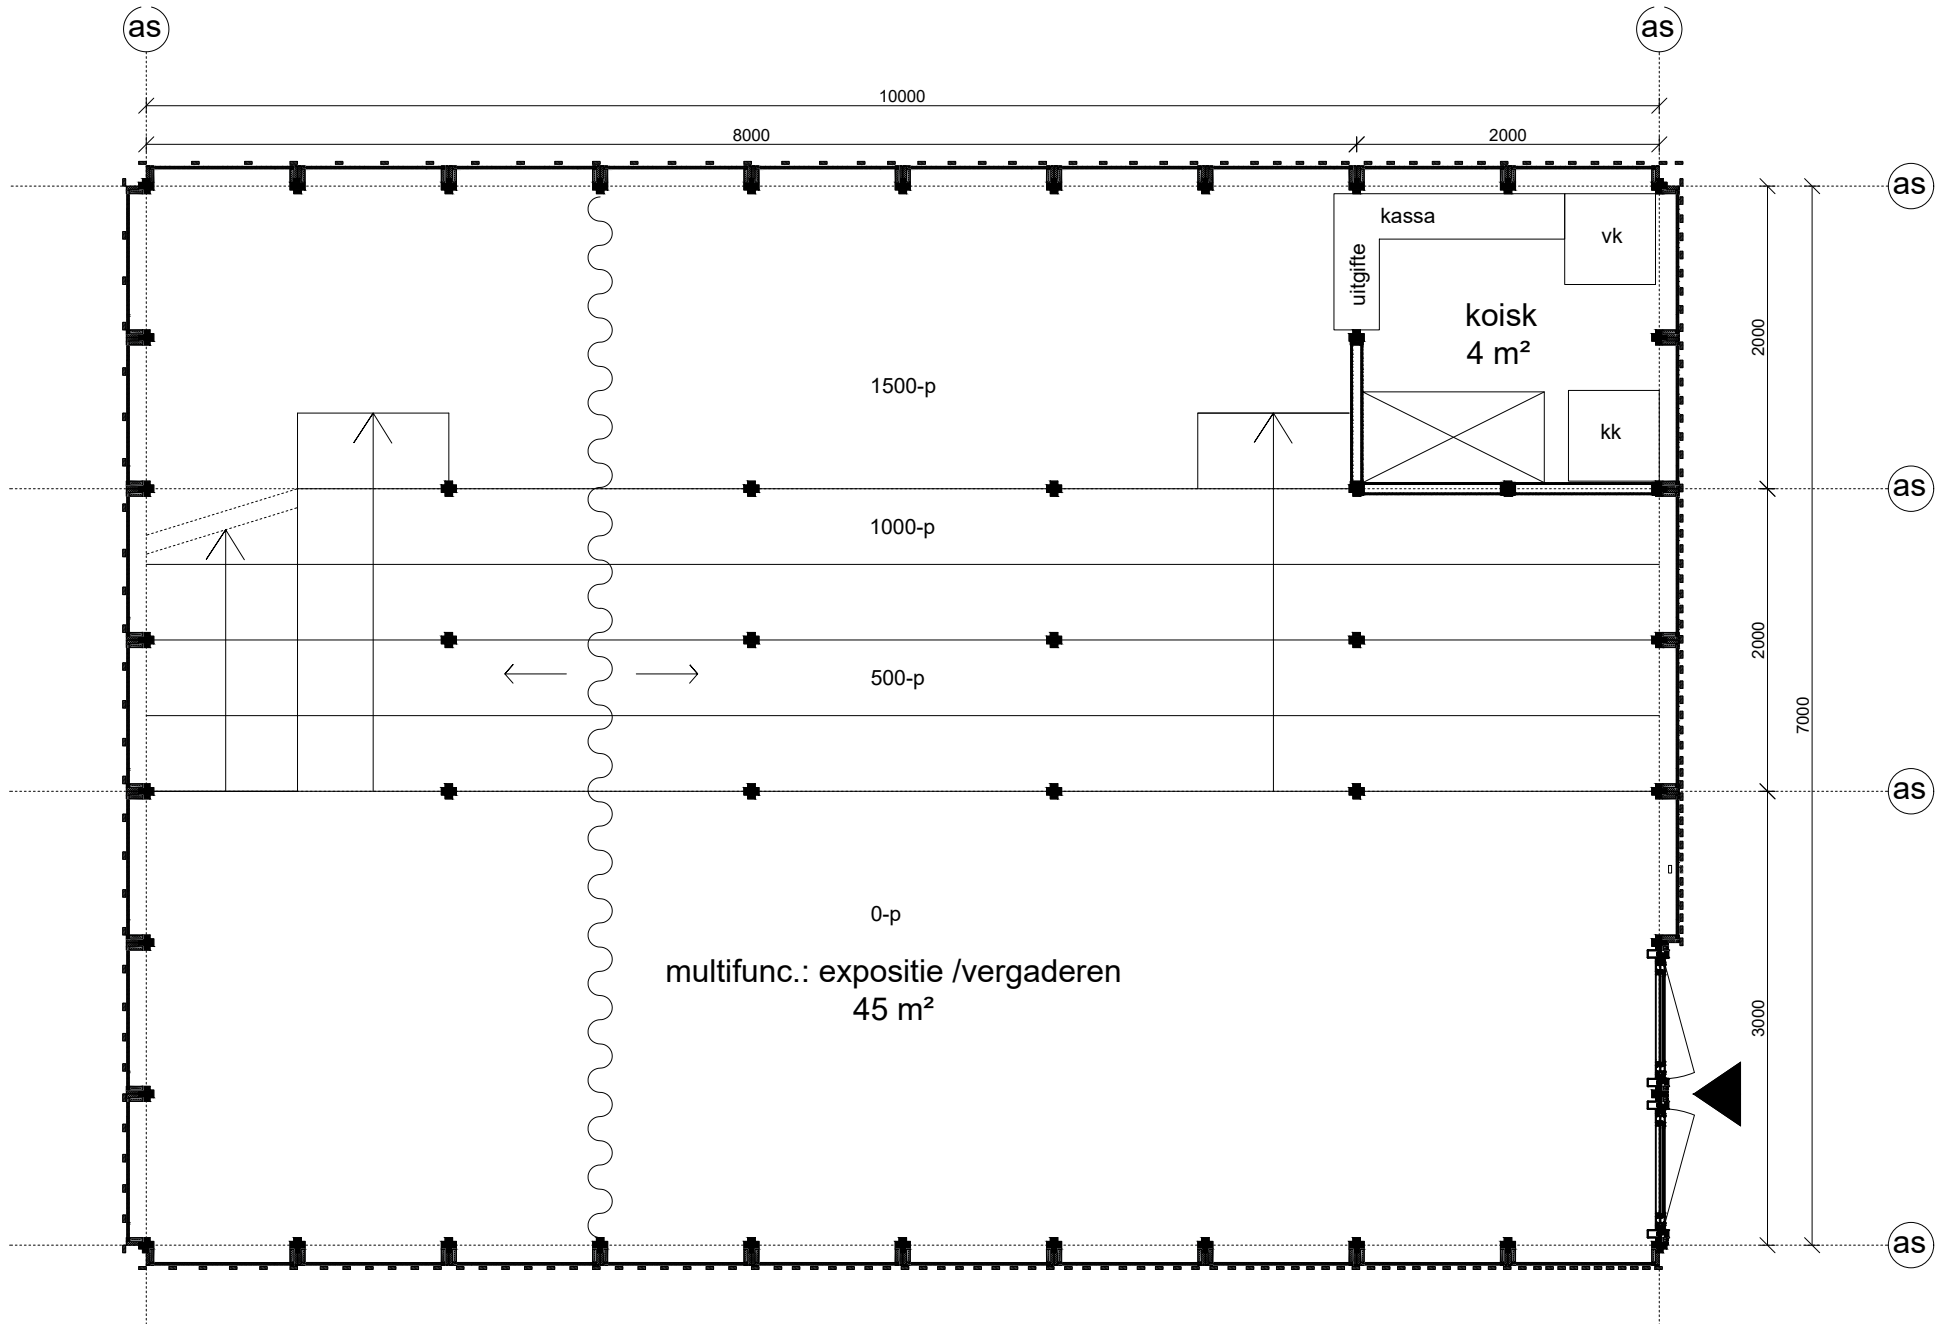 as
as
10000
8000
2000
as
kassa
vk
uitgifte
koisk
4 m²
2000
1500-p
kk
as
1000-p
2000
500-p
7000
as
0-p
multifunc.: expositie /vergaderen
45 m²
3000
as